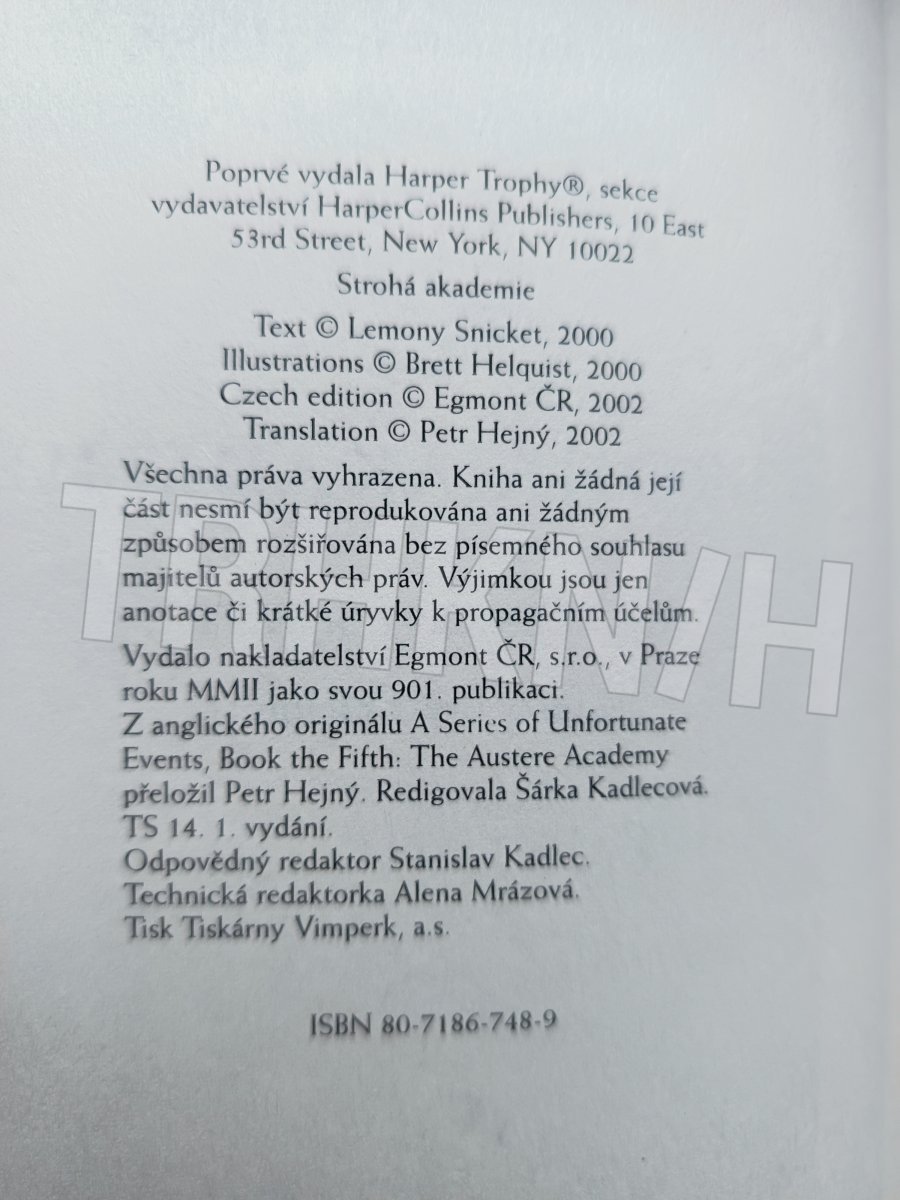 Poprvé vydala Harper Trophy®, sekce
vydavatelství HarperCollins Publishers, 10 East
53rd Street, New York, NY 10022
Strohá akademie
Text © Lemony Snicket, 2000
Illustrations © Brett Helquist, 2000
Czech edition © Egmont ČR, 2002
Translation © Petr Hejný, 2002
Všechna práva vyhrazena. Kniha ani žádná její
část nesmí být reprodukována ani žádným
způsobem rozšiřována bez písemného souhlasu
majitelů autorských práv. Výjimkou jsou jen
anotace či krátké úryvky k propagačním účelům.
Vydalo nakladatelství Egmont ČR, s.r.o., v Praze
roku MMII jako svou 901. publikaci.
Z anglického originálu A Series of Unfortunate
Events, Book the Fifth: The Austere Academy
přeložil Petr Hejný. Redigovala Šárka Kadlecová.
TS 14. 1. vydání.
Odpovědný redaktor Stanislav Kadlec.
Technická redaktorka Alena Mrázová.
Tisk Tiskárny Vimperk, a.s.
ISBN 80-7186-748-9
TRHKNIH